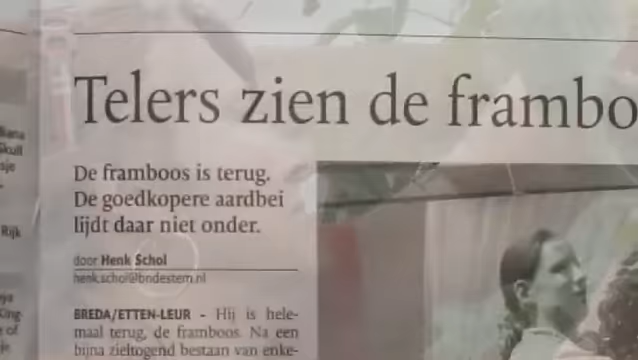 Telers zien de frambo
De framboos is terug.
De goedkopere aardbei
lijdt daar niet onder.
door Henk Schol
henk.schol@bndestem.nl
BREDA/ETTEN-LEUR - Hij is hele-
maal terug, de framboos. Na een
bijna zieltogend bestaan van enke-
Rijk